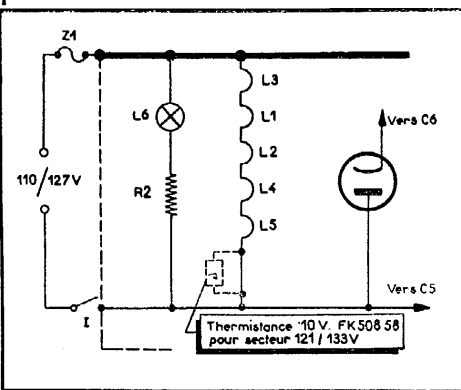 Z1
L3
L6
L1
Vers C6
L2
110/127V
R2
L4
L5
Vers C5
I
Thermistance 10 V. FK 508 58
pour secteur 121 / 133V